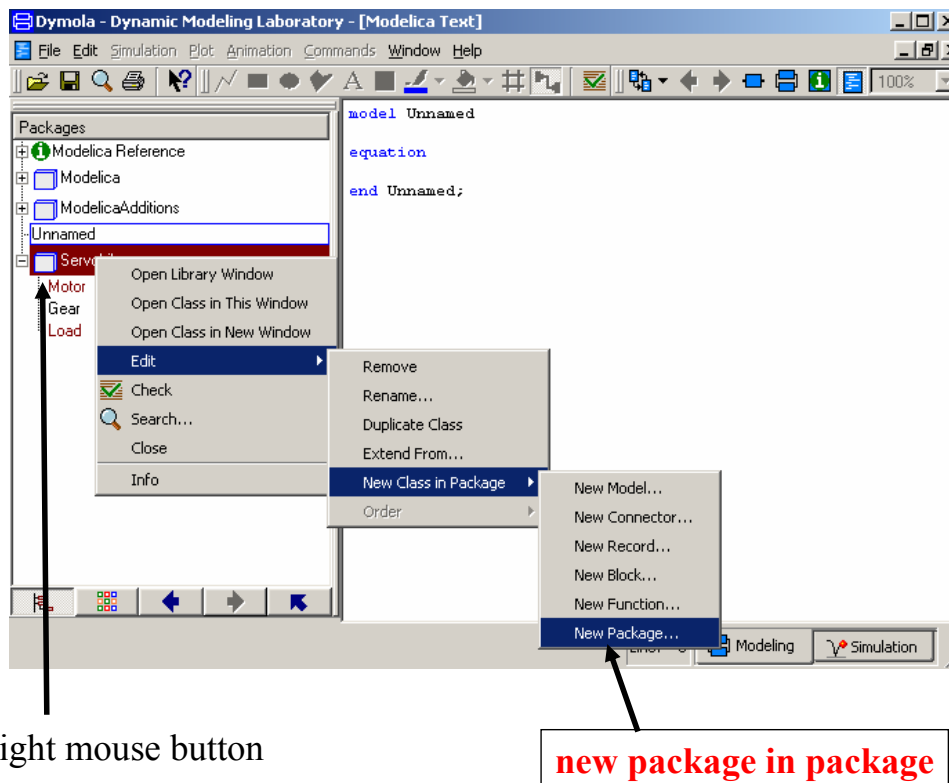 Dymola - Dynamic Modeling Laboratory - [Modelica Text]
File Edit Simulation Plot Animation Commands Window Help
100%
Packages
Modelica Reference
Modelica
ModelicaAdditions
Unnamed
Motor
Gear
Load
model Unnamed
equation
end Unnamed;
Open Library Window
Open Class in This Window
Open Class in New Window
Edit
Check
Search...
Close
Info
Remove
Rename...
Duplicate Class
Extend From...
New Class in Package
Order
New Model...
New Connector...
New Record...
New Block...
New Function...
New Package...
Modeling
Simulation
ight mouse button
new package in package